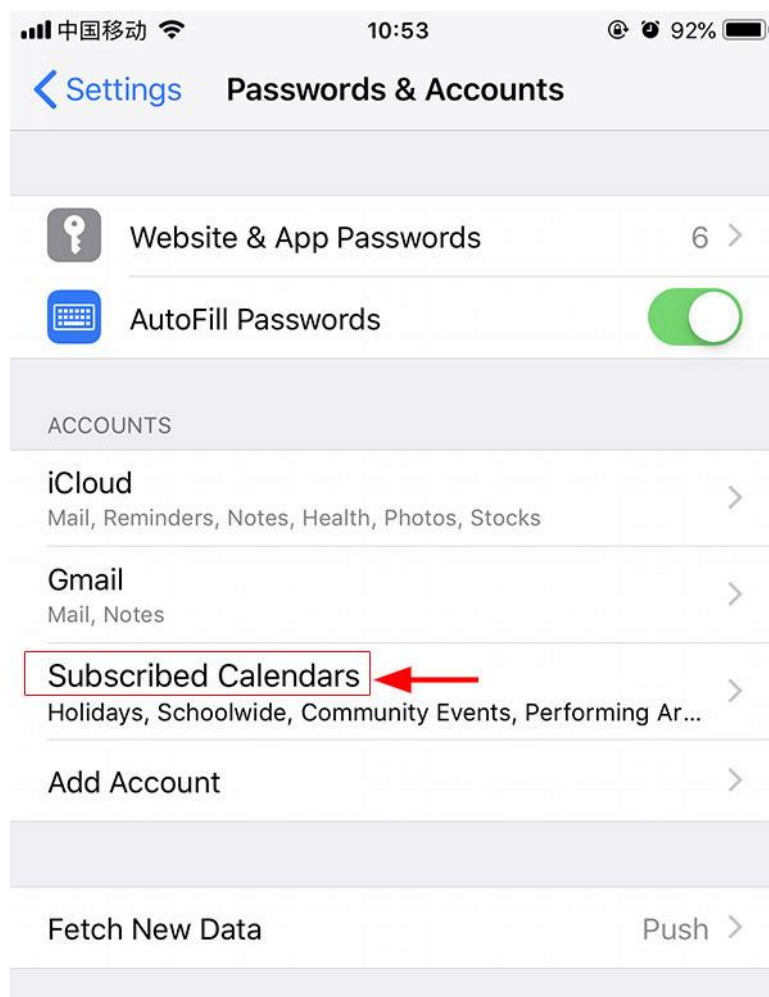 中国移动 10:53 92%
Settings Passwords & Accounts
Website & App Passwords 6
AutoFill Passwords
ACCOUNTS
iCloud
Mail, Reminders, Notes, Health, Photos, Stocks
Gmail
Mail, Notes
Subscribed Calendars
Holidays, Schoolwide, Community Events, Performing Ar...
Add Account
Fetch New Data Push